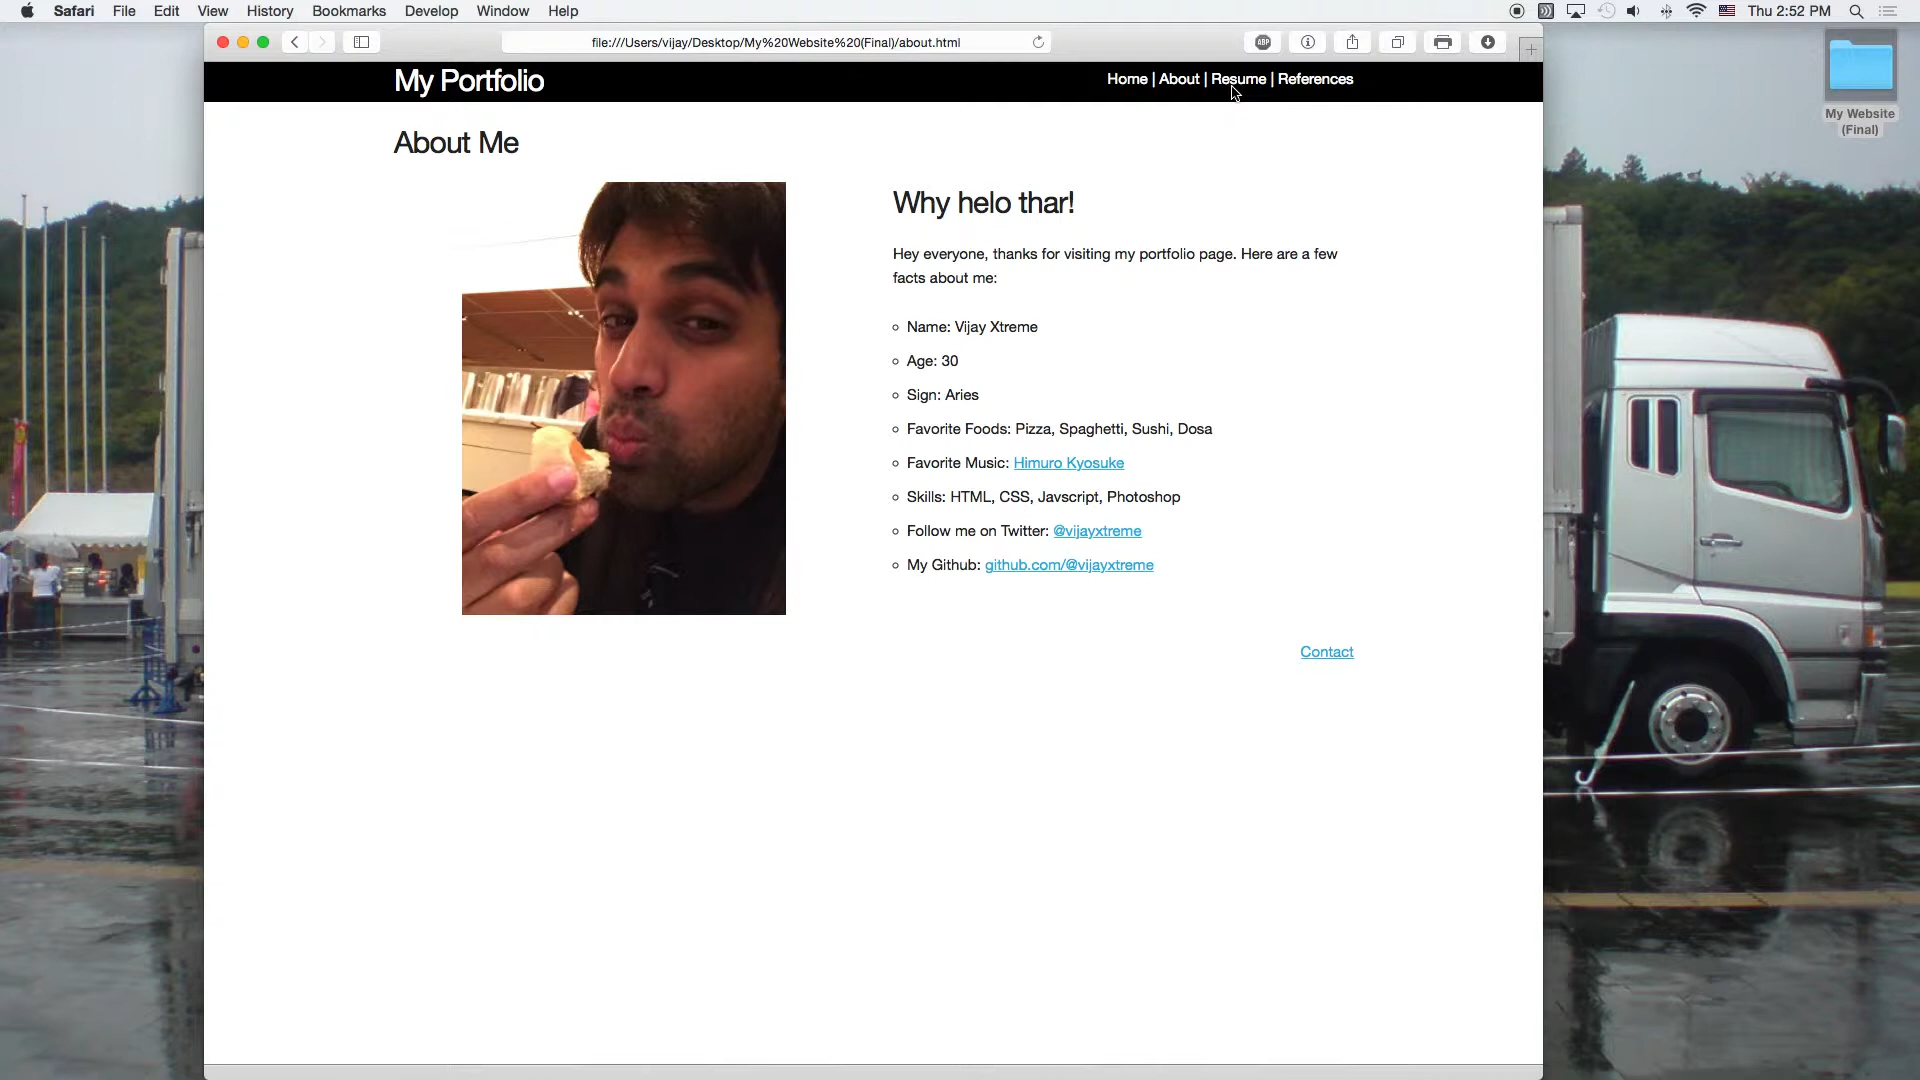 Safari File Edit View History Bookmarks Develop Window Help Thu 2:52 PM
file:///Users/vijay/Desktop/My%20Website%20(Final)/about.html
ABP
My Website
(Final)
My Portfolio
Home | About | Resume | References
About Me
Why helo thar!
Hey everyone, thanks for visiting my portfolio page. Here are a few
facts about me:
Name: Vijay Xtreme
Age: 30
Sign: Aries
Favorite Foods: Pizza, Spaghetti, Sushi, Dosa
Favorite Music: Himuro Kyosuke
Skills: HTML, CSS, Javscript, Photoshop
Follow me on Twitter: @vijayxtreme
My Github: github.com/@vijayxtreme
Contact